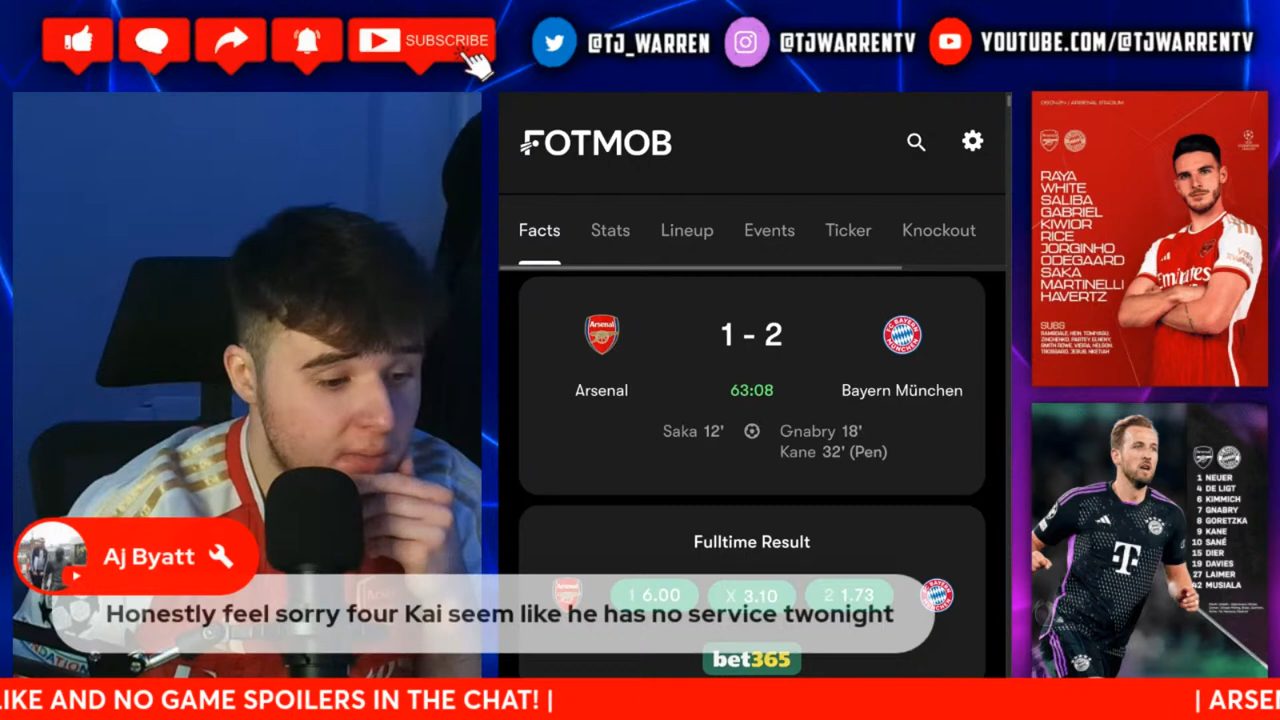 SUBSCRIBE
@TJ_WARREN
@TJWARRENTV
YOUTUBE.COM/@TJWARRENTV
FOTMOB
Facts Stats Lineup Events Ticker Knockout
Arsenal
1 - 2
Arsenal
63:08
Bayern München
Saka 12'
Gnabry 18'
Kane 32' (Pen)
Fulltime Result
1 6.00
X 3.10
2 1.73
bet365
Aj Byatt
Honestly feel sorry four Kai seem like he has no service twonight
RAYA
WHITE
SALIBA
GABRIEL
KIWIOR
RICE
JORGINHO
ODEGAARD
SAKA
MARTINELLI
HAVERTZ
SUBS
Emirates
1 NEUER
4 DE LIGT
6 KIMMICH
7 GNABRY
8 GORETZKA
9 KANE
10 SANÉ
15 DIER
19 DAVIES
27 LAIMER
42 MUSIALA
T
LIKE AND NO GAME SPOILERS IN THE CHAT! |
| ARSE